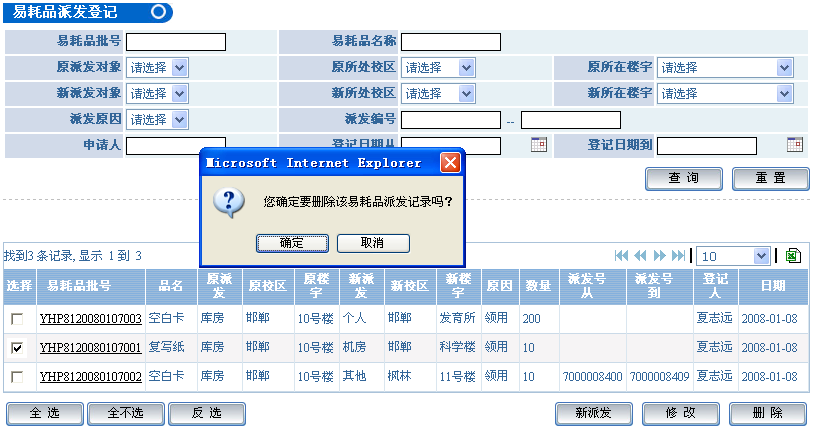 易耗品派发登记
易耗品批号 易耗品名称
原派发对象 请选择 原所处校区 请选择 原所在楼宇 请选择
新派发对象 请选择 新所处校区 请选择 新所在楼宇 请选择
派发原因 请选择 派发编号 --
申请人 登记日期从 登记日期到
Microsoft Internet Explorer
查 询 重 置
您确定要删除该易耗品派发记录吗?
确定 取消
找到3 条记录, 显示 1 到 3 10
选择 易耗品批号 品名 原派发 原校区 原楼宇 新派发 新校区 新楼宇 原因 数量 派发号从 派发号到 登记人 日期
YHP8120080107003 空白卡 库房 邯郸 10号楼 个人 邯郸 发育所 领用 200 夏志远 2008-01-08
YHP8120080107001 复写纸 库房 邯郸 10号楼 机房 邯郸 科学楼 领用 10 夏志远 2008-01-08
YHP8120080107002 空白卡 库房 邯郸 10号楼 其他 枫林 11号楼 领用 10 7000008400 7000008409 夏志远 2008-01-08
全 选 全不选 反 选 新派发 修 改 删 除